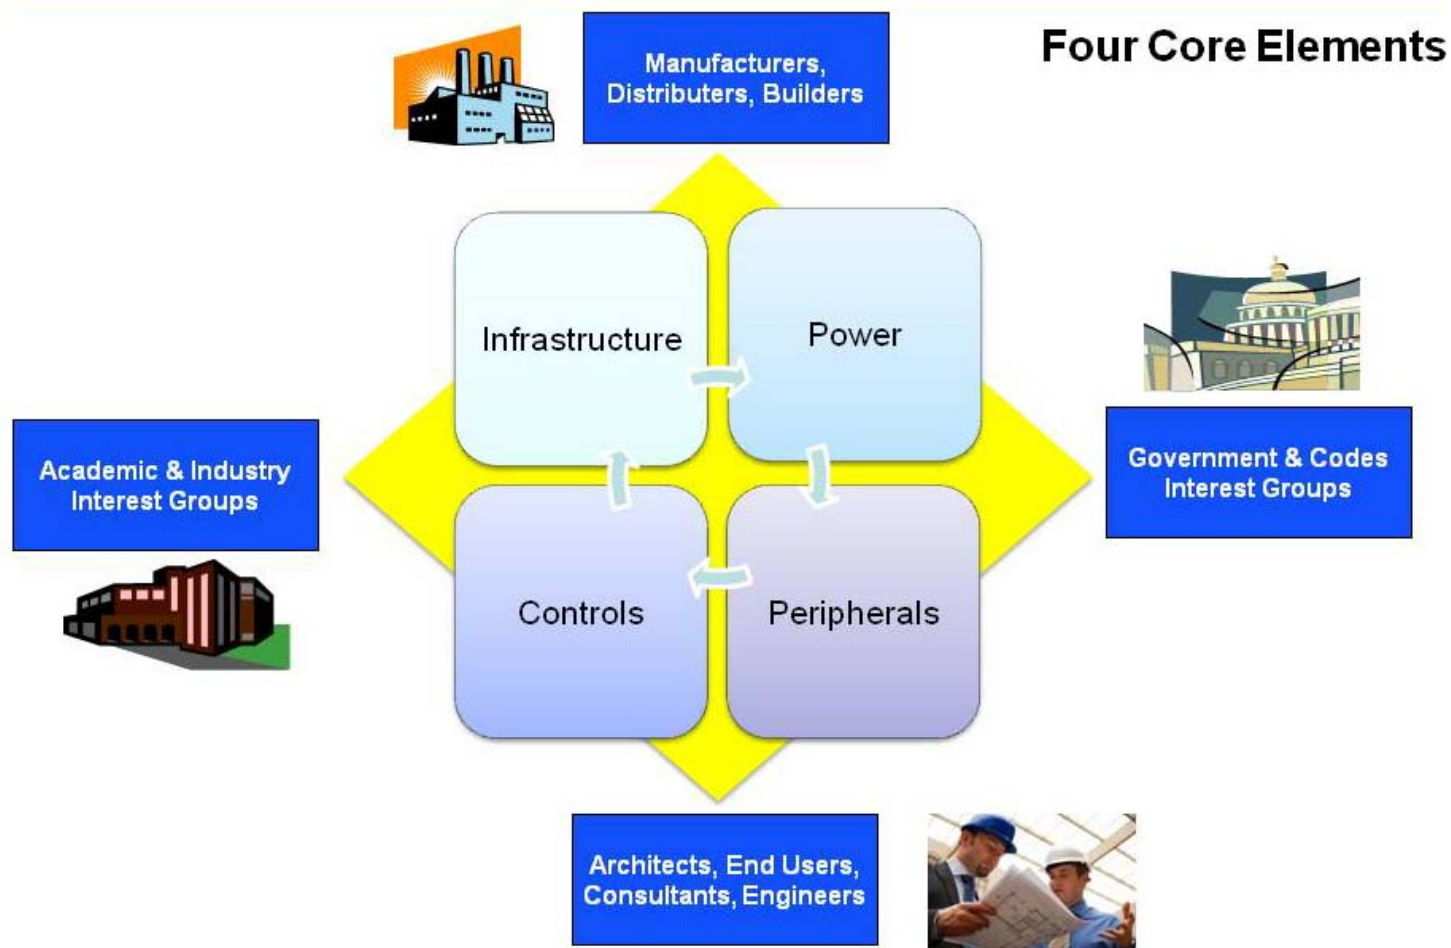 Four Core Elements
Manufacturers,
Distributers, Builders
Infrastructure
Power
Academic & Industry
Interest Groups
Government & Codes
Interest Groups
Controls
Peripherals
Architects, End Users,
Consultants, Engineers